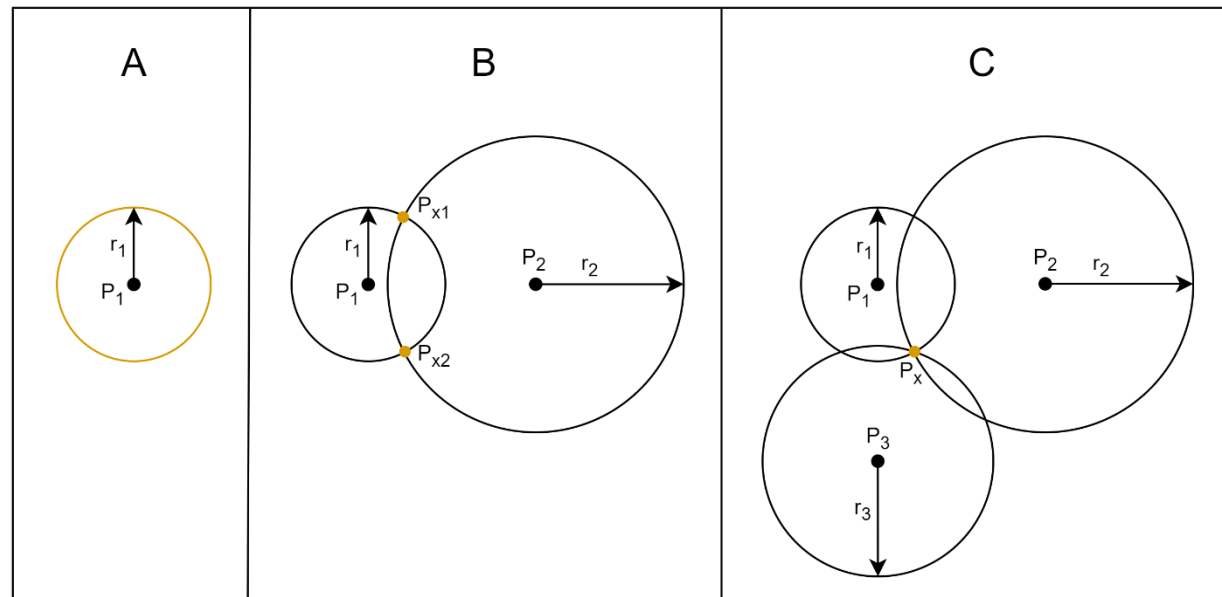 A
r₁
P₁
B
Pₓ₁
r₁
P₁
P₂
r₂
Pₓ₂
C
r₁
P₁
P₂
r₂
Pₓ
P₃
r₃